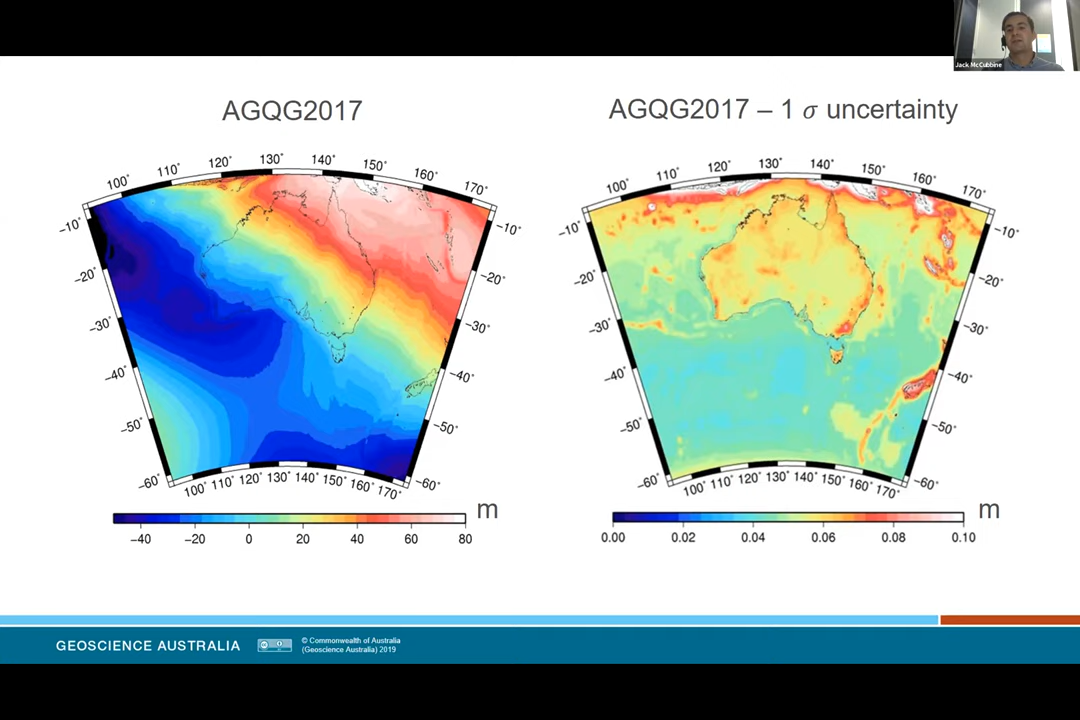 Jack McCubbine
AGQG2017
AGQG2017 – 1 σ uncertainty
100˚ 110˚ 120˚ 130˚ 140˚ 150˚ 160˚ 170˚
−10˚ −10˚
−20˚ −20˚
−30˚ −30˚
−40˚ −40˚
−50˚ −50˚
−60˚ −60˚
100˚ 110˚ 120˚ 130˚ 140˚ 150˚ 160˚ 170˚
m
−40 −20 0 20 40 60 80
100˚ 110˚ 120˚ 130˚ 140˚ 150˚ 160˚ 170˚
−10˚ −10˚
−20˚ −20˚
−30˚ −30˚
−40˚ −40˚
−50˚ −50˚
−60˚ −60˚
100˚ 110˚ 120˚ 130˚ 140˚ 150˚ 160˚ 170˚
m
0.00 0.02 0.04 0.06 0.08 0.10
GEOSCIENCE AUSTRALIA
© Commonwealth of Australia
(Geoscience Australia) 2019